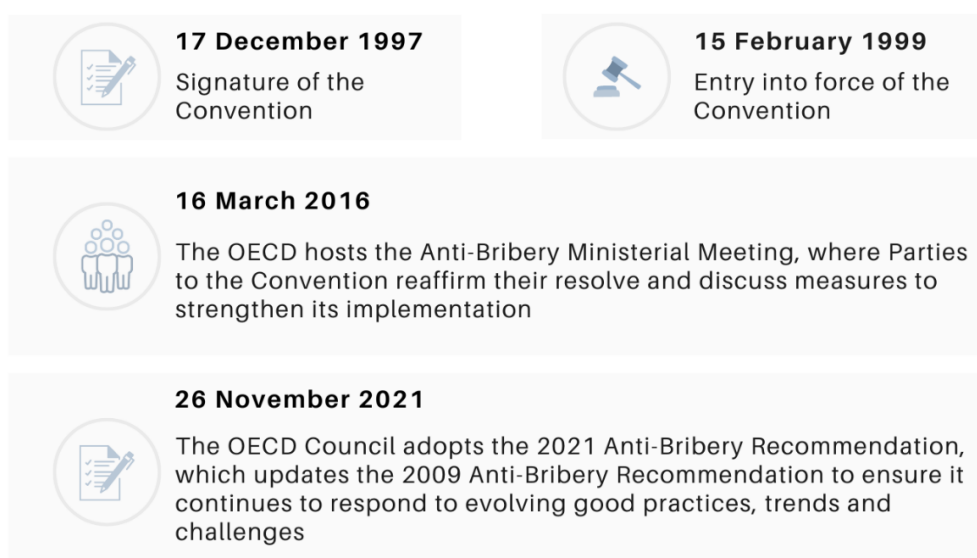 17 December 1997
Signature of the
Convention
15 February 1999
Entry into force of the
Convention
16 March 2016
The OECD hosts the Anti-Bribery Ministerial Meeting, where Parties
to the Convention reaffirm their resolve and discuss measures to
strengthen its implementation
26 November 2021
The OECD Council adopts the 2021 Anti-Bribery Recommendation,
which updates the 2009 Anti-Bribery Recommendation to ensure it
continues to respond to evolving good practices, trends and
challenges